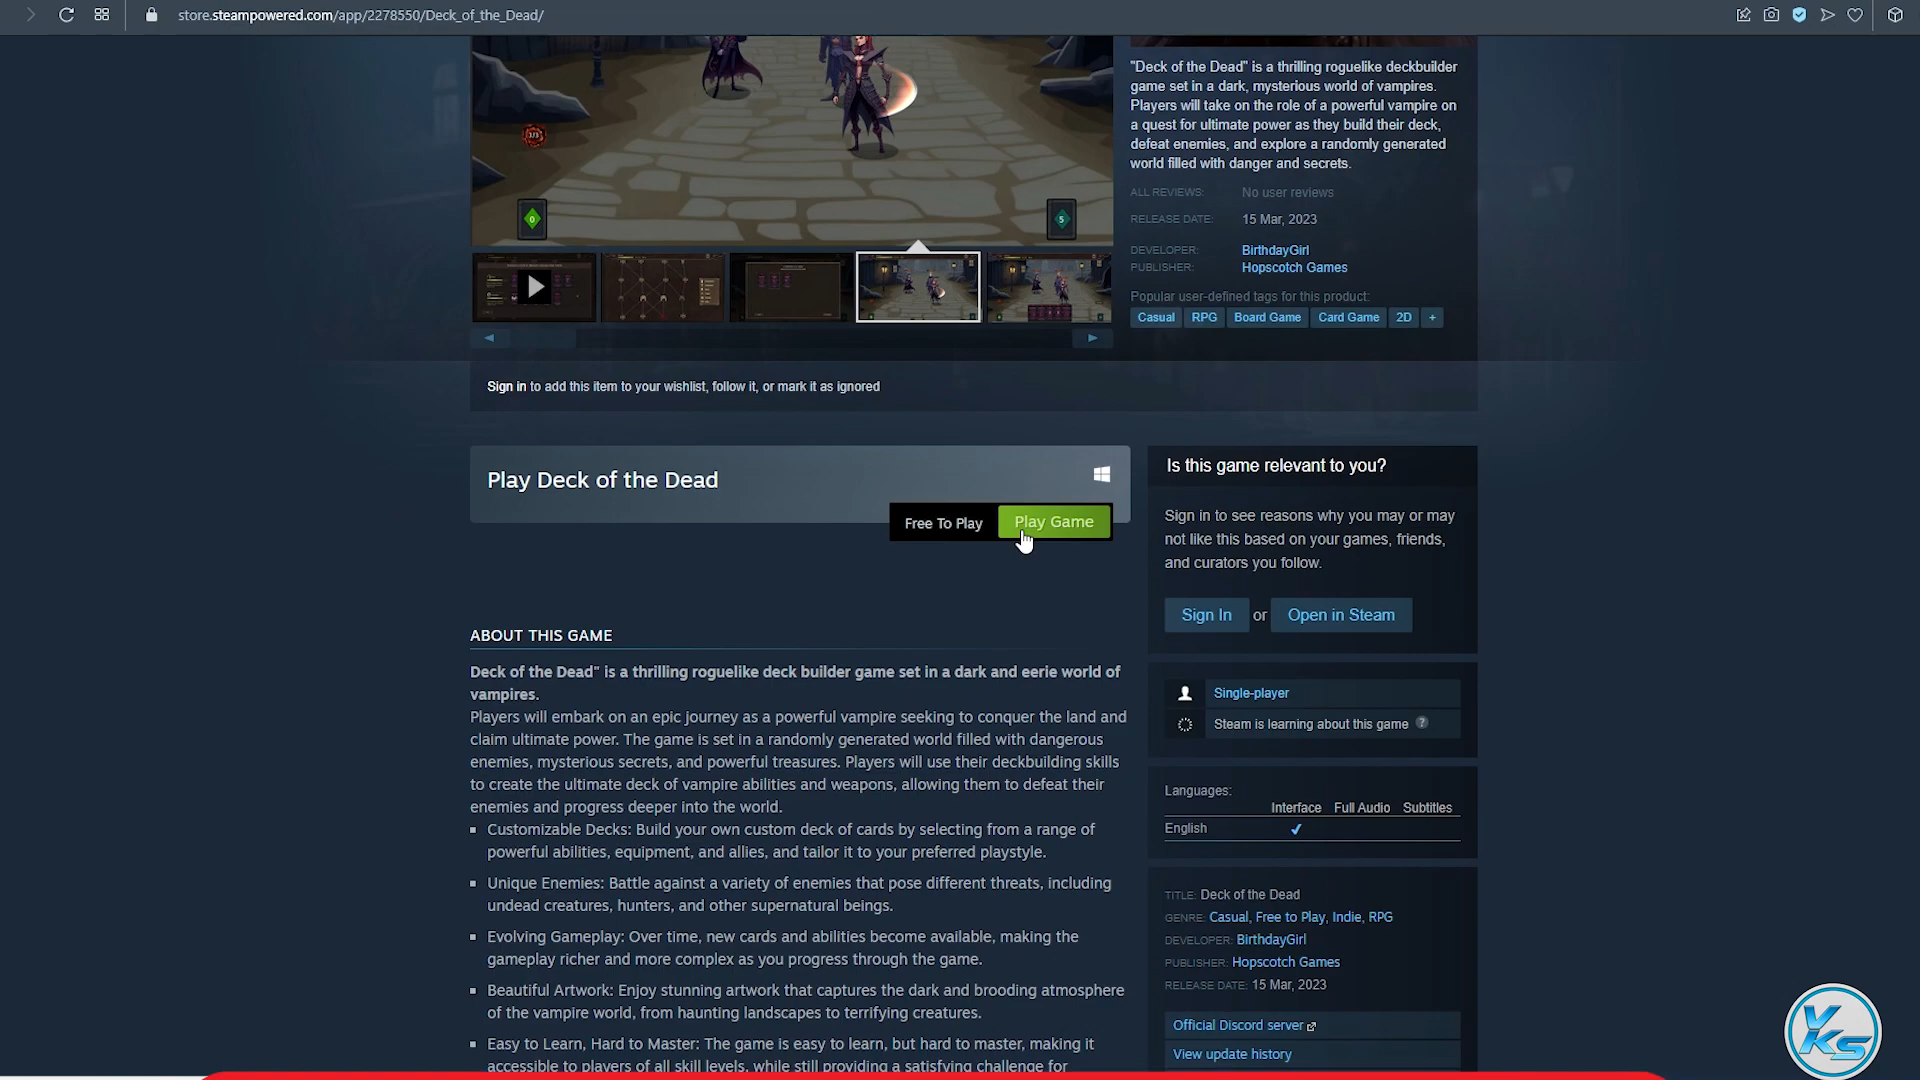 store.steampowered.com/app/2278550/Deck_of_the_Dead/
3/3
0
5
"Deck of the Dead" is a thrilling roguelike deckbuilder
game set in a dark, mysterious world of vampires.
Players will take on the role of a powerful vampire on
a quest for ultimate power as they build their deck,
defeat enemies, and explore a randomly generated
world filled with danger and secrets.
ALL REVIEWS: No user reviews
RELEASE DATE: 15 Mar, 2023
DEVELOPER: BirthdayGirl
PUBLISHER: Hopscotch Games
Popular user-defined tags for this product:
Casual RPG Board Game Card Game 2D +
Sign in to add this item to your wishlist, follow it, or mark it as ignored
Play Deck of the Dead
Free To Play Play Game
ABOUT THIS GAME
Deck of the Dead" is a thrilling roguelike deck builder game set in a dark and eerie world of
vampires.
Players will embark on an epic journey as a powerful vampire seeking to conquer the land and
claim ultimate power. The game is set in a randomly generated world filled with dangerous
enemies, mysterious secrets, and powerful treasures. Players will use their deckbuilding skills
to create the ultimate deck of vampire abilities and weapons, allowing them to defeat their
enemies and progress deeper into the world.
Customizable Decks: Build your own custom deck of cards by selecting from a range of
powerful abilities, equipment, and allies, and tailor it to your preferred playstyle.
Unique Enemies: Battle against a variety of enemies that pose different threats, including
undead creatures, hunters, and other supernatural beings.
Evolving Gameplay: Over time, new cards and abilities become available, making the
gameplay richer and more complex as you progress through the game.
Beautiful Artwork: Enjoy stunning artwork that captures the dark and brooding atmosphere
of the vampire world, from haunting landscapes to terrifying creatures.
Easy to Learn, Hard to Master: The game is easy to learn, but hard to master, making it
accessible to players of all skill levels, while still providing a satisfying challenge for
Is this game relevant to you?
Sign in to see reasons why you may or may
not like this based on your games, friends,
and curators you follow.
Sign In or Open in Steam
Single-player
Steam is learning about this game ?
Languages:
Interface Full Audio Subtitles
English ✔
TITLE: Deck of the Dead
GENRE: Casual, Free to Play, Indie, RPG
DEVELOPER: BirthdayGirl
PUBLISHER: Hopscotch Games
RELEASE DATE: 15 Mar, 2023
Official Discord server
View update history
VKS